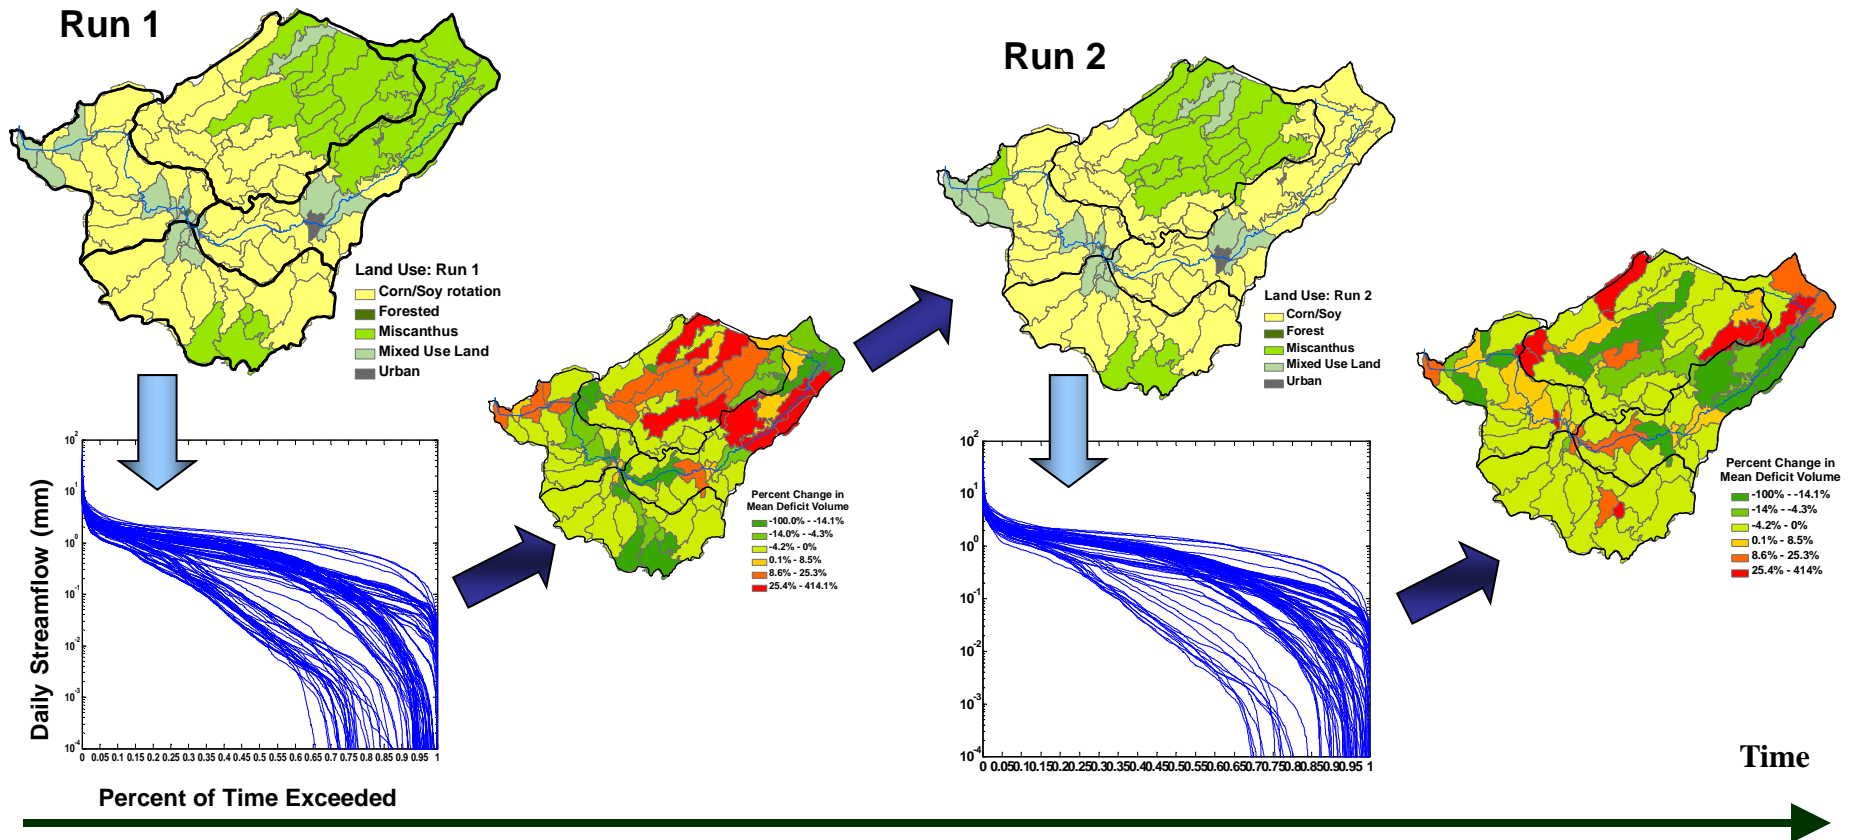 Run 1
Land Use: Run 1
Corn/Soy rotation
Forested
Miscanthus
Mixed Use Land
Urban
Daily Streamflow (mm)
10^2
10^1
10^0
10^-1
10^-2
10^-3
10^-4
0 0.05 0.1 0.15 0.2 0.25 0.3 0.35 0.4 0.45 0.5 0.55 0.6 0.65 0.7 0.75 0.8 0.85 0.9 0.95 1
Percent of Time Exceeded
Percent Change in
Mean Deficit Volume
-100.0% - -14.1%
-14.0% - -4.3%
-4.2% - 0%
0.1% - 8.5%
8.6% - 25.3%
25.4% - 414.1%
Run 2
Land Use: Run 2
Corn/Soy
Forest
Miscanthus
Mixed Use Land
Urban
10^2
10^1
10^0
10^-1
10^-2
10^-3
10^-4
0 0.05 0.1 0.15 0.2 0.25 0.3 0.35 0.4 0.45 0.5 0.55 0.6 0.65 0.7 0.75 0.8 0.85 0.9 0.95 1
Percent Change in
Mean Deficit Volume
-100% - -14.1%
-14% - -4.3%
-4.2% - 0%
0.1% - 8.5%
8.6% - 25.3%
25.4% - 414%
Time